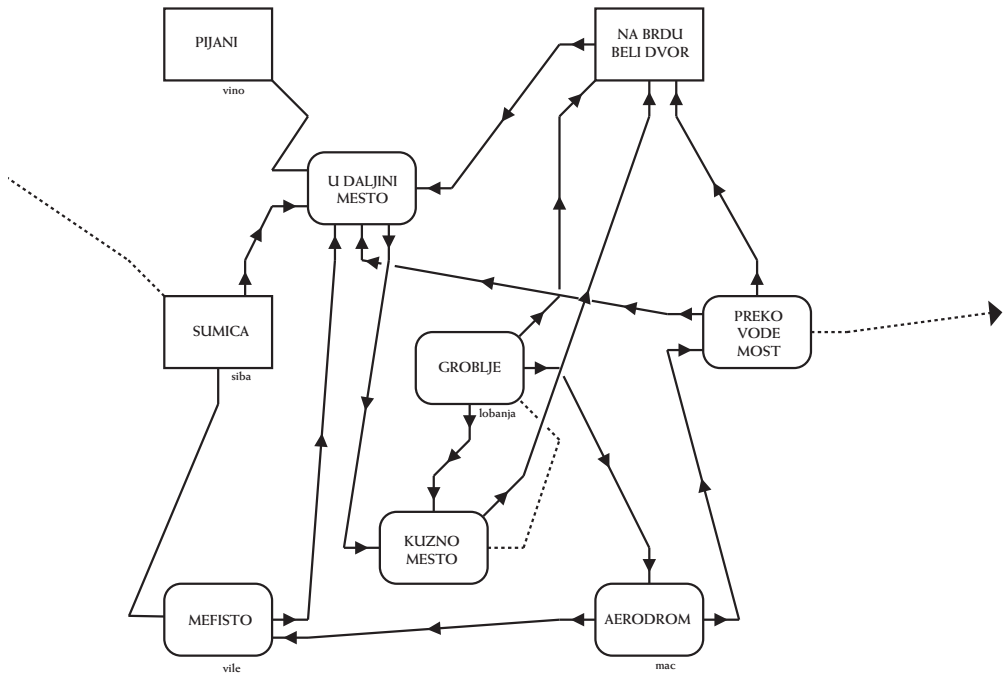 PIJANI
vino
NA BRDU
BELI DVOR
U DALJINI
MESTO
SUMICA
siba
PREKO
VODE
MOST
GROBLJE
lobanja
KUZNO
MESTO
MEFISTO
vile
AERODROM
mac